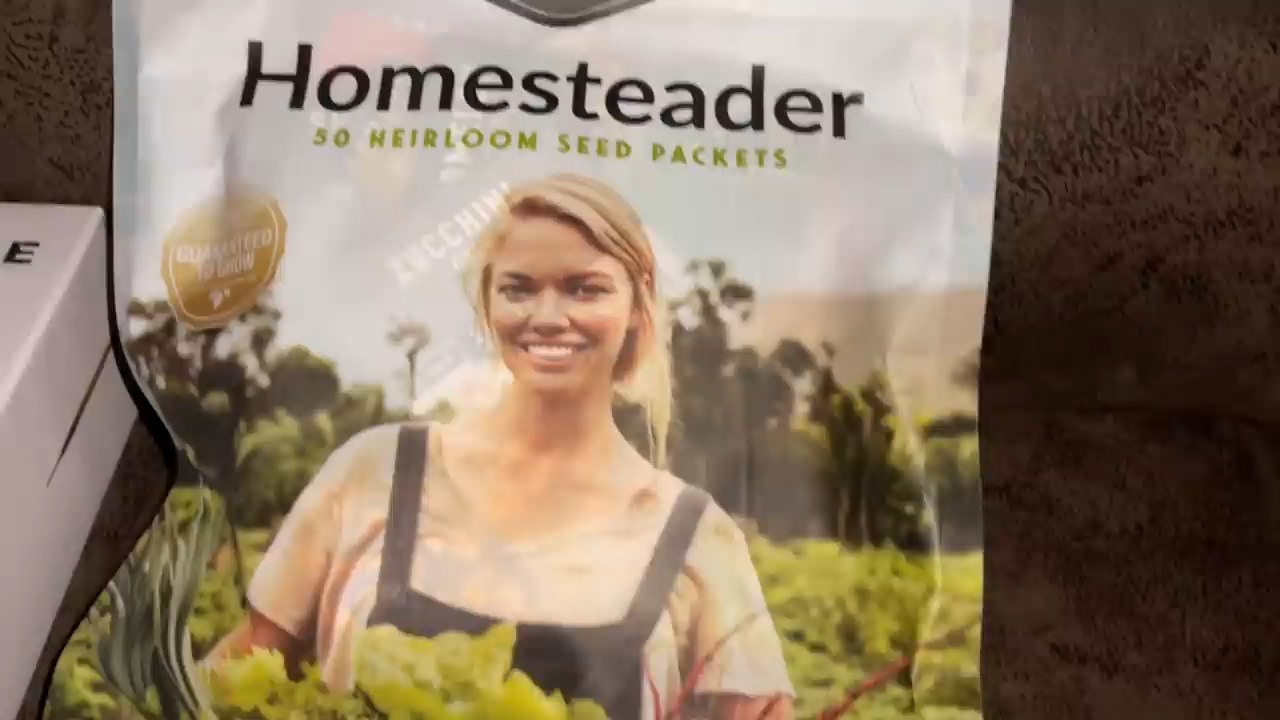 Homesteader
50 HEIRLOOM SEED PACKETS
ZUCCHINI
GUARANTEED
TO GROW
E